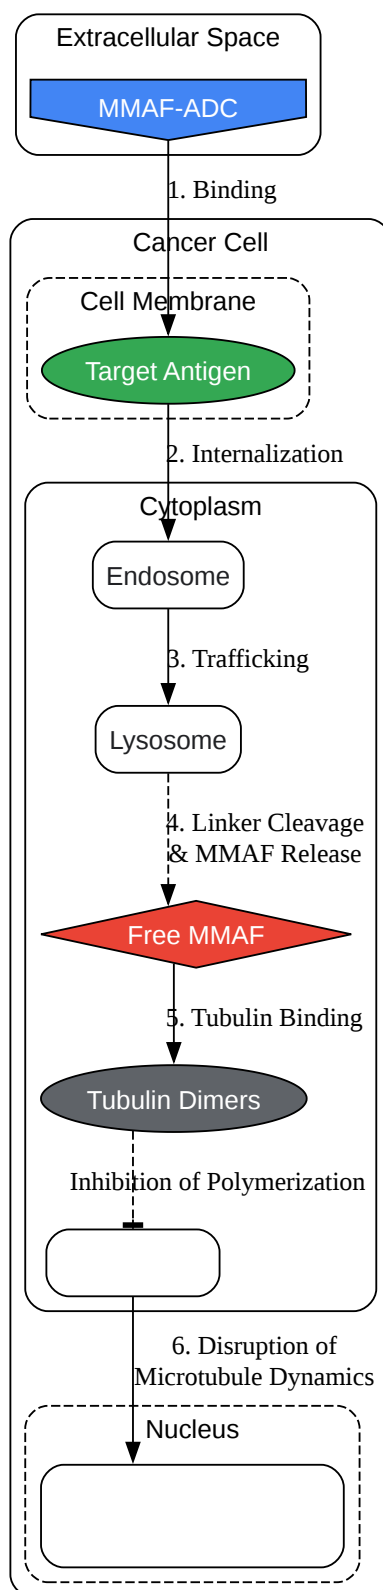 Extracellular Space
MMAF-ADC
1. Binding
Cancer Cell
Cell Membrane
Target Antigen
2. Internalization
Cytoplasm
Endosome
3. Trafficking
Lysosome
4. Linker Cleavage
& MMAF Release
Free MMAF
5. Tubulin Binding
Tubulin Dimers
Inhibition of Polymerization
6. Disruption of
Microtubule Dynamics
Nucleus